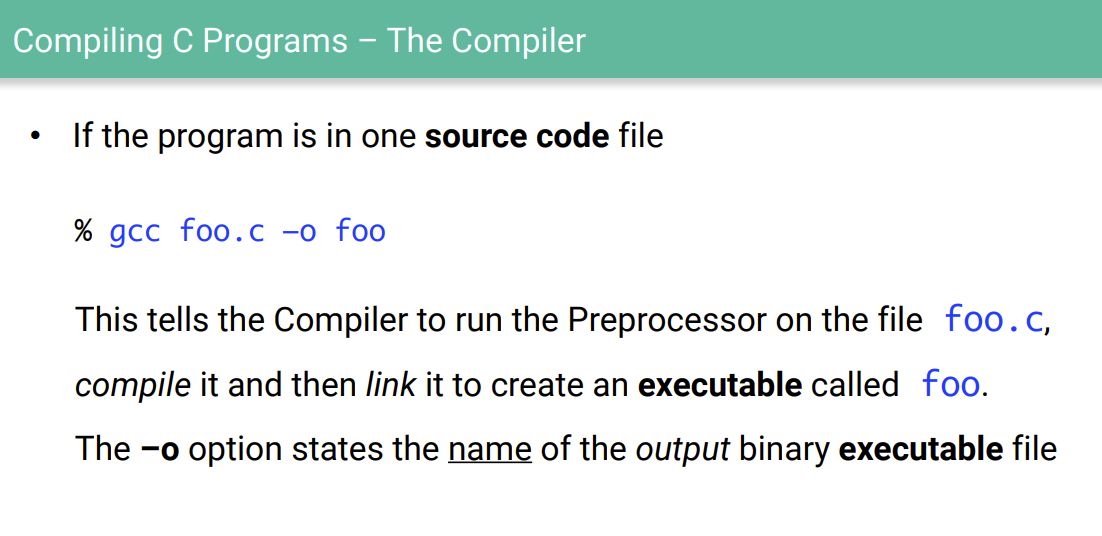 Compiling C Programs – The Compiler
• If the program is in one source code file
% gcc foo.c –o foo
This tells the Compiler to run the Preprocessor on the file foo.c,
compile it and then link it to create an executable called foo.
The –o option states the name of the output binary executable file